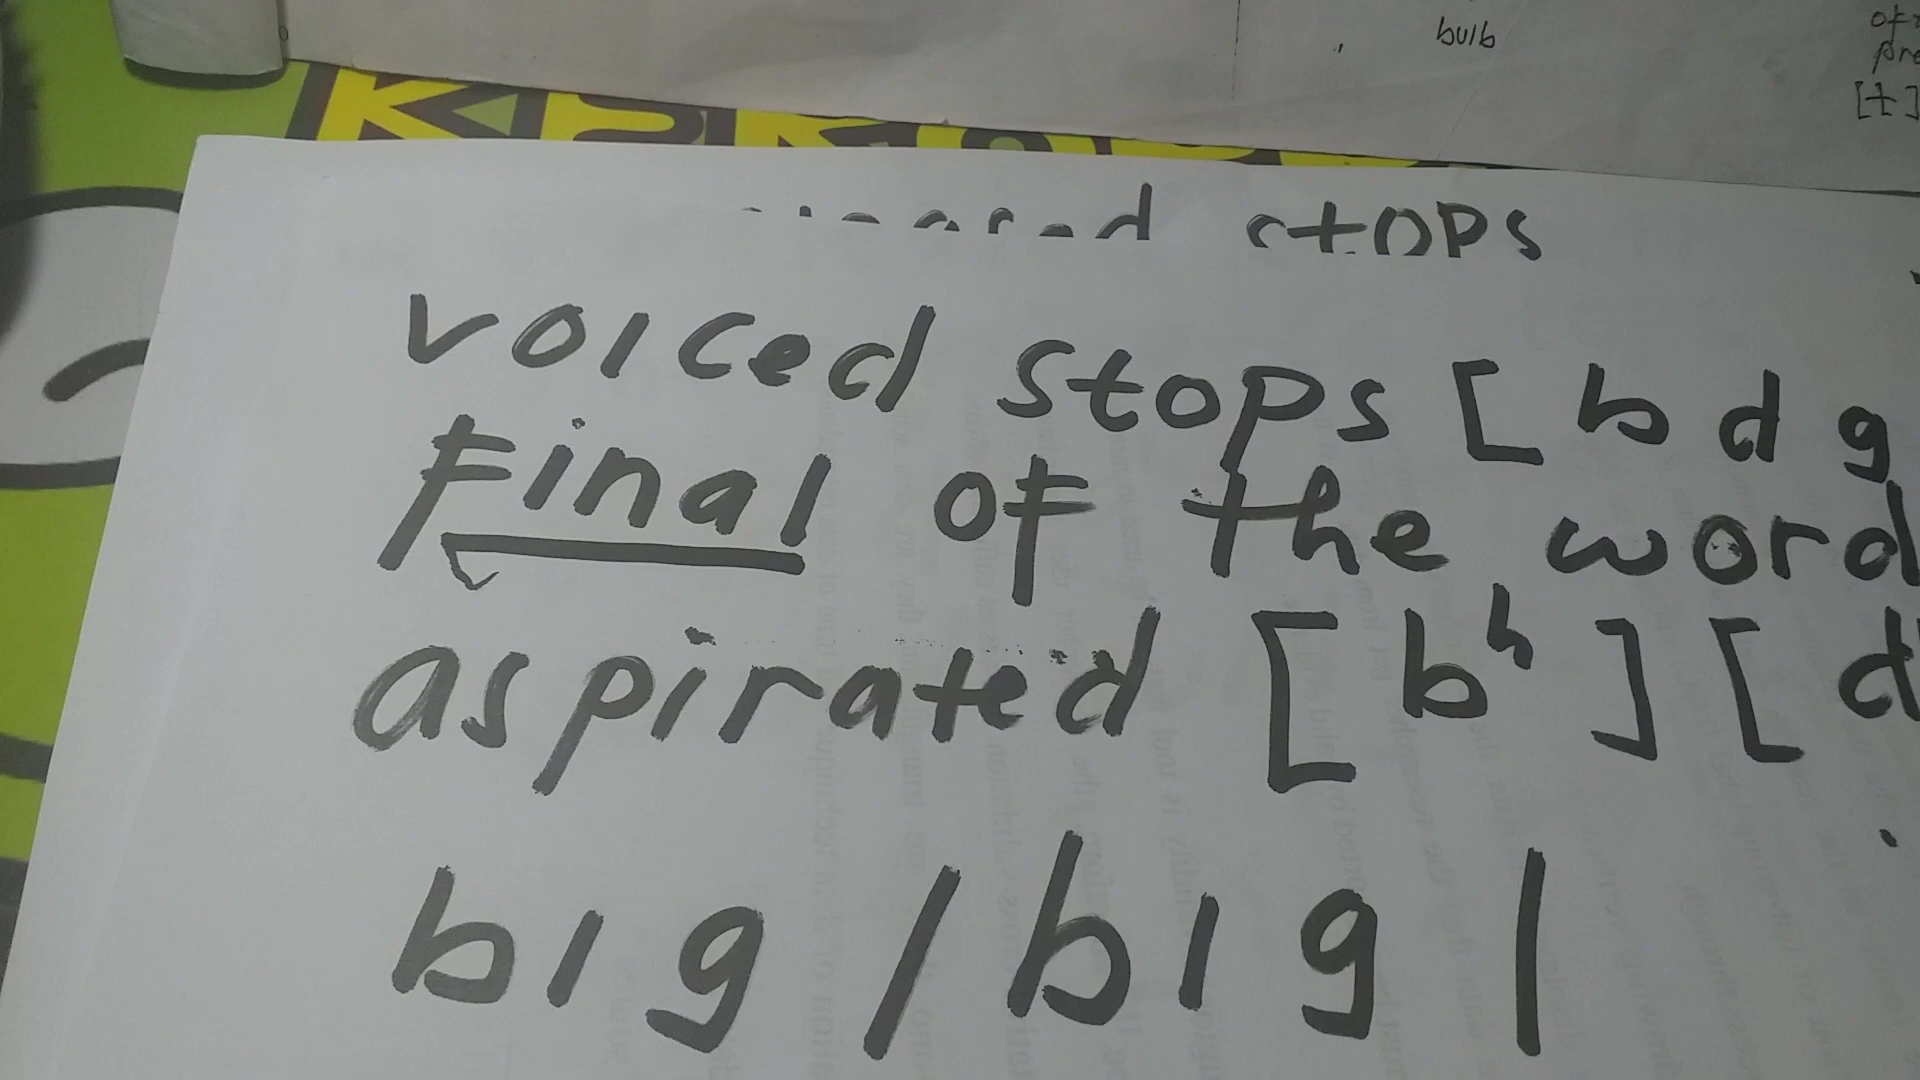 bulb
[t]
stops
voiced stops [ b d g
Final of the word
aspirated [bʰ] [d
big / big /